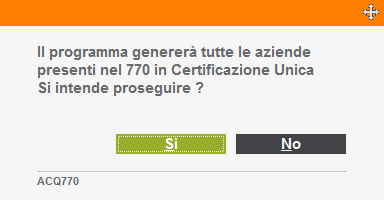 Il programma genererà tutte le aziende
presenti nel 770 in Certificazione Unica
Si intende proseguire ?
Sì No
ACQ770